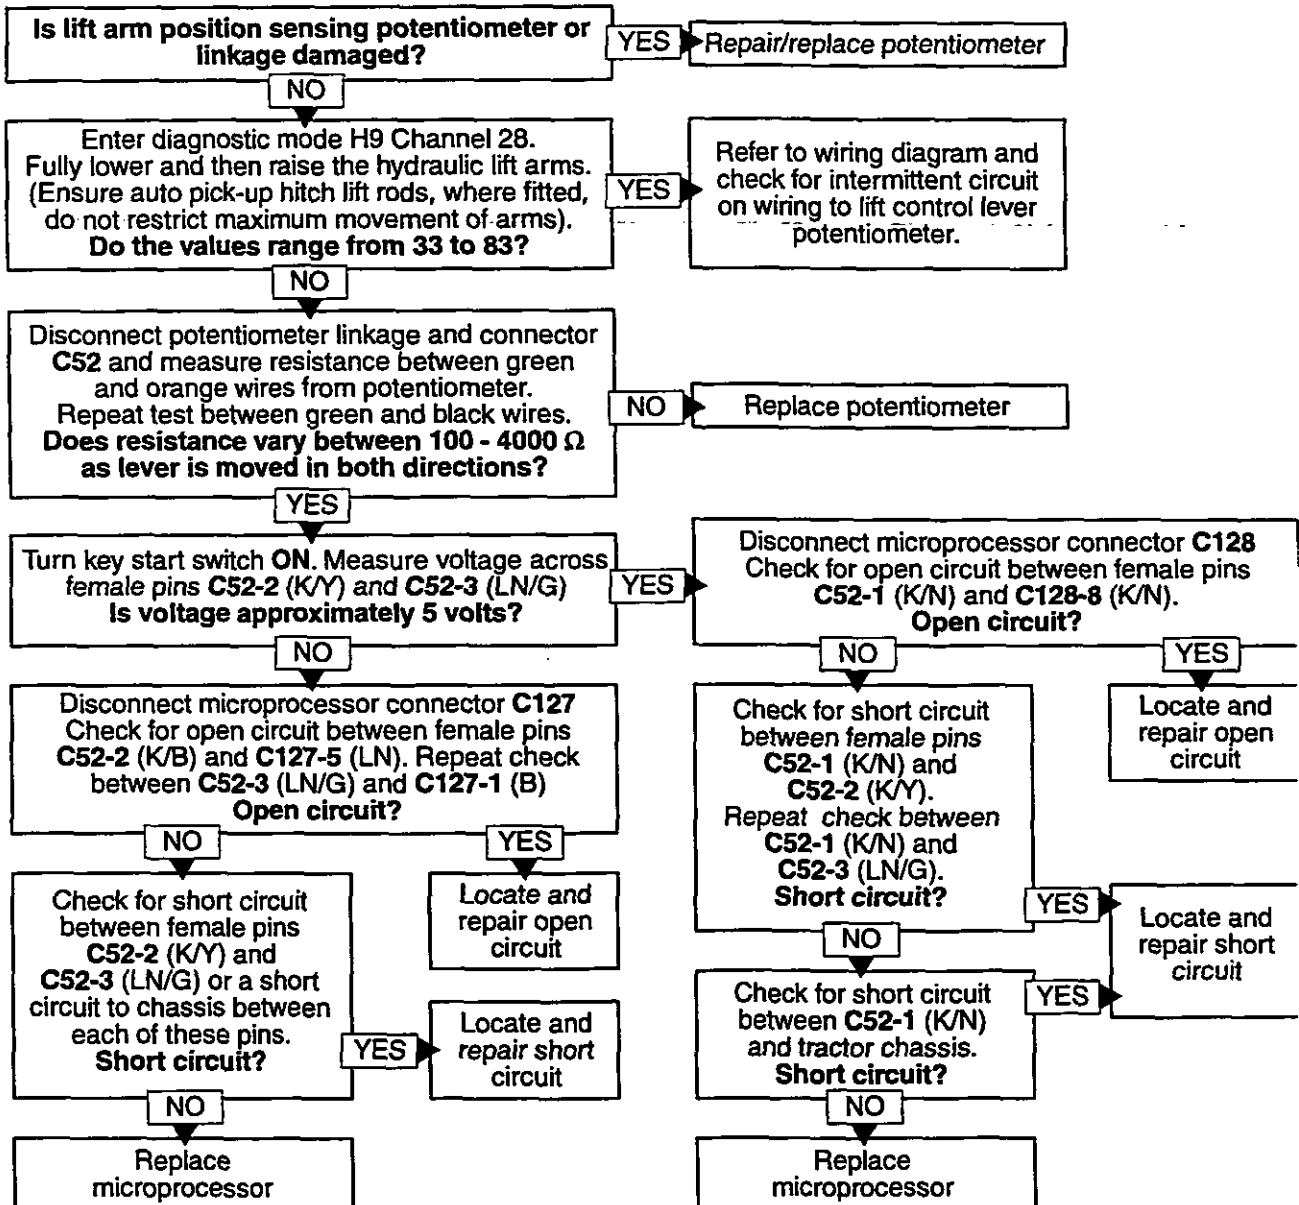 Is lift arm position sensing potentiometer or
linkage damaged?
YES
Repair/replace potentiometer
NO
Enter diagnostic mode H9 Channel 28.
Fully lower and then raise the hydraulic lift arms.
(Ensure auto pick-up hitch lift rods, where fitted,
do not restrict maximum movement of arms).
Do the values range from 33 to 83?
YES
Refer to wiring diagram and
check for intermittent circuit
on wiring to lift control lever
potentiometer.
NO
Disconnect potentiometer linkage and connector
C52 and measure resistance between green
and orange wires from potentiometer.
Repeat test between green and black wires.
Does resistance vary between 100 - 4000 Ω
as lever is moved in both directions?
NO
Replace potentiometer
YES
Turn key start switch ON. Measure voltage across
female pins C52-2 (K/Y) and C52-3 (LN/G)
Is voltage approximately 5 volts?
YES
Disconnect microprocessor connector C128
Check for open circuit between female pins
C52-1 (K/N) and C128-8 (K/N).
Open circuit?
NO
Disconnect microprocessor connector C127
Check for open circuit between female pins
C52-2 (K/B) and C127-5 (LN). Repeat check
between C52-3 (LN/G) and C127-1 (B)
Open circuit?
NO
YES
Check for short circuit
between female pins
C52-1 (K/N) and
C52-2 (K/Y).
Repeat check between
C52-1 (K/N) and
C52-3 (LN/G).
Short circuit?
Locate and
repair open
circuit
NO
YES
Check for short circuit
between female pins
C52-2 (K/Y) and
C52-3 (LN/G) or a short
circuit to chassis between
each of these pins.
Short circuit?
Locate and
repair open
circuit
YES
Locate and
repair short
circuit
NO
Check for short circuit
between C52-1 (K/N)
and tractor chassis.
Short circuit?
YES
YES
Locate and
repair short
circuit
NO
NO
Replace
microprocessor
Replace
microprocessor